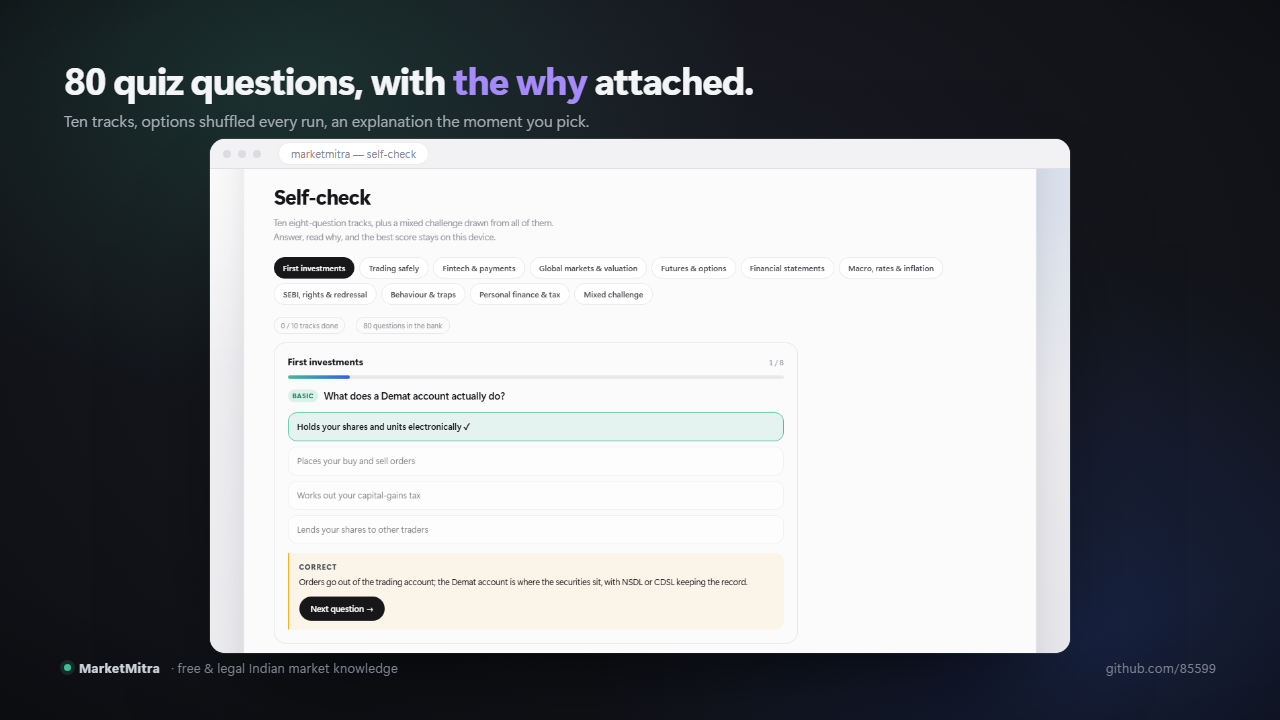 80 quiz questions, with the why attached.
Ten tracks, options shuffled every run, an explanation the moment you pick.
marketmitra — self-check
Self-check
Ten eight-question tracks, plus a mixed challenge drawn from all of them.
Answer, read why, and the best score stays on this device.
First investments Trading safely Fintech & payments Global markets & valuation Futures & options Financial statements Macro, rates & inflation
SEBI, rights & redressal Behaviour & traps Personal finance & tax Mixed challenge
0 / 10 tracks done 80 questions in the bank
First investments 1 / 8
BASIC What does a Demat account actually do?
Holds your shares and units electronically ✓
Places your buy and sell orders
Works out your capital-gains tax
Lends your shares to other traders
CORRECT
Orders go out of the trading account; the Demat account is where the securities sit, with NSDL or CDSL keeping the record.
Next question →
MarketMitra · free & legal Indian market knowledge github.com/85599